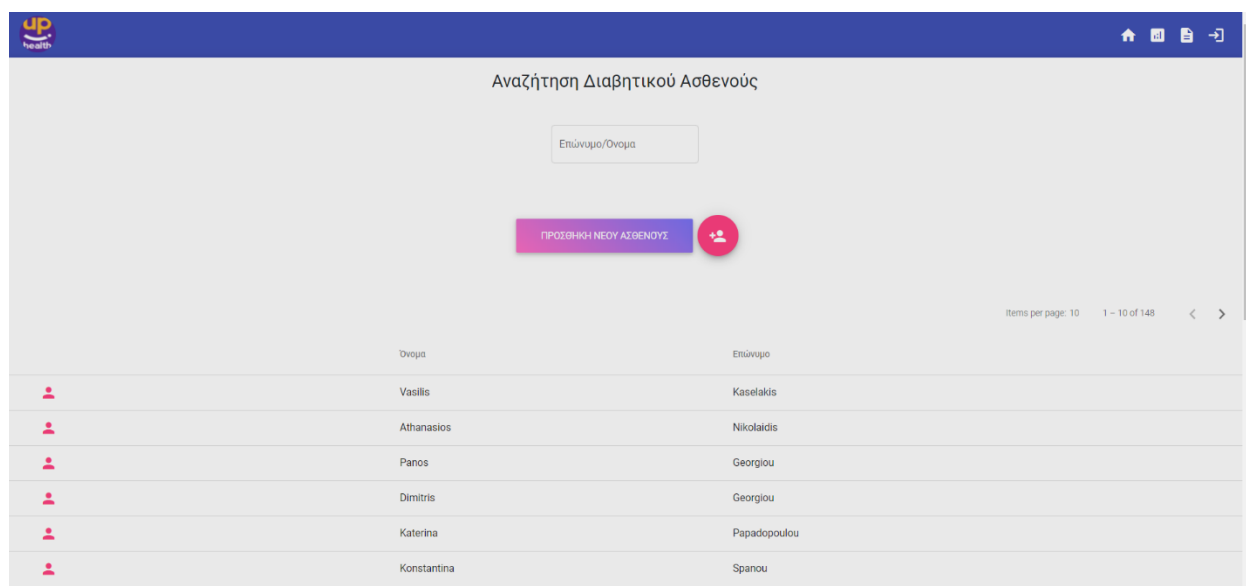 up
health
Αναζήτηση Διαβητικού Ασθενούς
Επώνυμο/Όνομα
ΠΡΟΣΘΗΚΗ ΝΕΟΥ ΑΣΘΕΝΟΥΣ
Items per page: 10 1 – 10 of 148
Όνομα Επώνυμο
Vasilis Kaselakis
Athanasios Nikolaidis
Panos Georgiou
Dimitris Georgiou
Katerina Papadopoulou
Konstantina Spanou